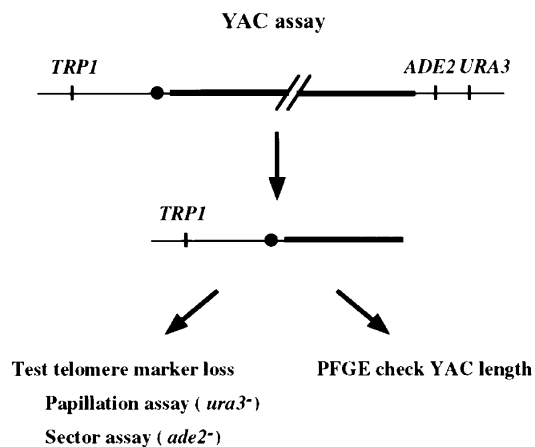 YAC assay
TRP1 ADE2 URA3
TRP1
Test telomere marker loss PFGE check YAC length
Papillation assay ( ura3⁻)
Sector assay ( ade2⁻)